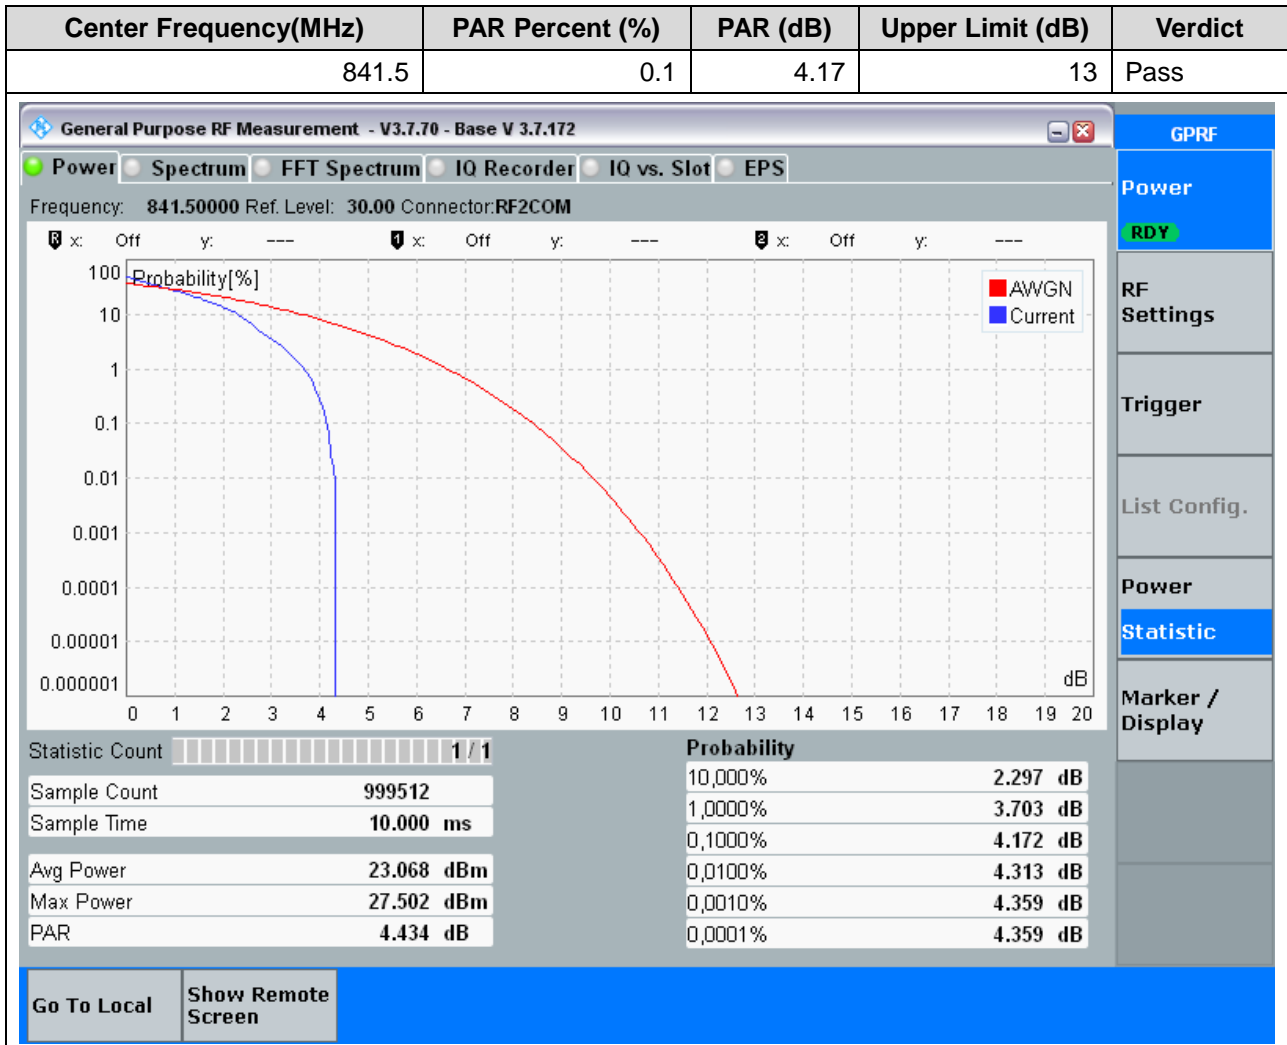 Center Frequency(MHz) PAR Percent (%) PAR (dB) Upper Limit (dB) Verdict
841.5 0.1 4.17 13 Pass
General Purpose RF Measurement - V3.7.70 - Base V 3.7.172
GPRF
Power Spectrum FFT Spectrum IQ Recorder IQ vs. Slot EPS
Frequency: 841.50000 Ref. Level: 30.00 Connector:RF2COM
R x: Off y: --- 1 x: Off y: --- 2 x: Off y: ---
Probability[%]
AWGN
Current
100
10
1
0.1
0.01
0.001
0.0001
0.00001
0.000001
dB
0 1 2 3 4 5 6 7 8 9 10 11 12 13 14 15 16 17 18 19 20
Statistic Count 1 / 1
Sample Count 999512
Sample Time 10.000 ms
Avg Power 23.068 dBm
Max Power 27.502 dBm
PAR 4.434 dB
Probability
10,000% 2.297 dB
1,0000% 3.703 dB
0,1000% 4.172 dB
0,0100% 4.313 dB
0,0010% 4.359 dB
0,0001% 4.359 dB
Power
RDY
RF
Settings
Trigger
List Config.
Power
Statistic
Marker /
Display
Go To Local
Show Remote
Screen